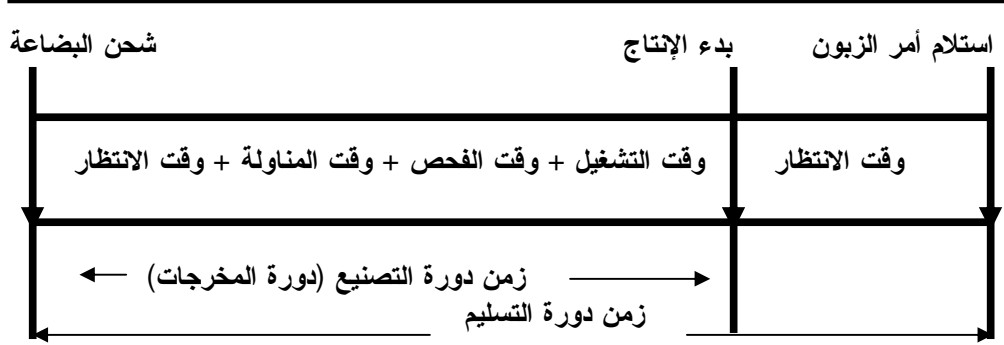 استلام أمر الزبون بدء الإنتاج شحن البضاعة
وقت الانتظار وقت التشغيل + وقت الفحص + وقت المناولة + وقت الانتظار
زمن دورة التصنيع (دورة المخرجات)
زمن دورة التسليم